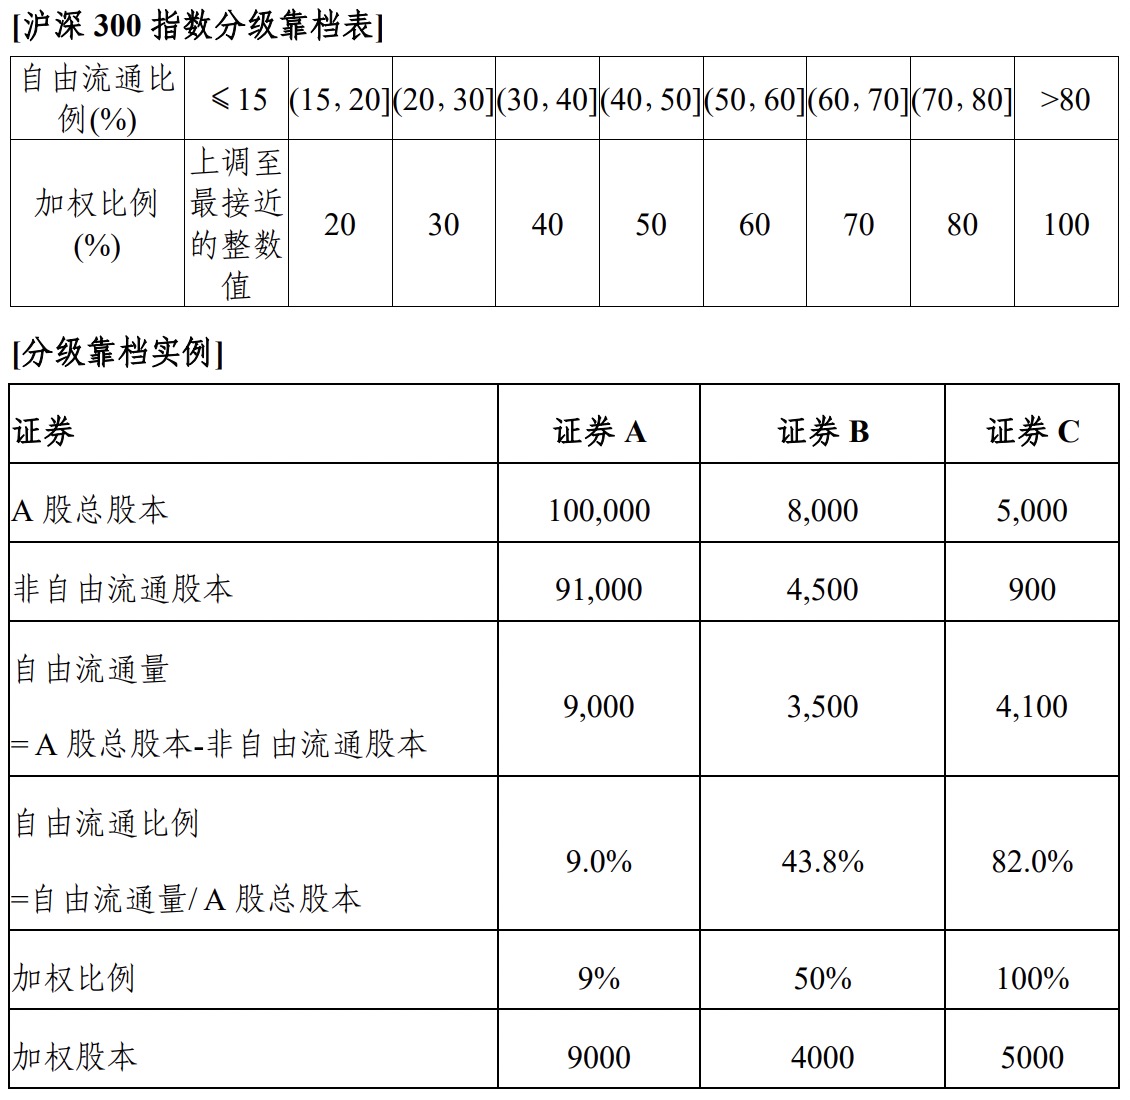 [沪深 300 指数分级靠档表]
自由流通比
例(%)
≤15
(15，20]
(20，30]
(30，40]
(40，50]
(50，60]
(60，70]
(70，80]
>80
加权比例
(%)
上调至
最接近
的整数
值
20
30
40
50
60
70
80
100
[分级靠档实例]
证券
证券 A
证券 B
证券 C
A 股总股本
100,000
8,000
5,000
非自由流通股本
91,000
4,500
900
自由流通量
= A 股总股本-非自由流通股本
9,000
3,500
4,100
自由流通比例
=自由流通量/ A 股总股本
9.0%
43.8%
82.0%
加权比例
9%
50%
100%
加权股本
9000
4000
5000